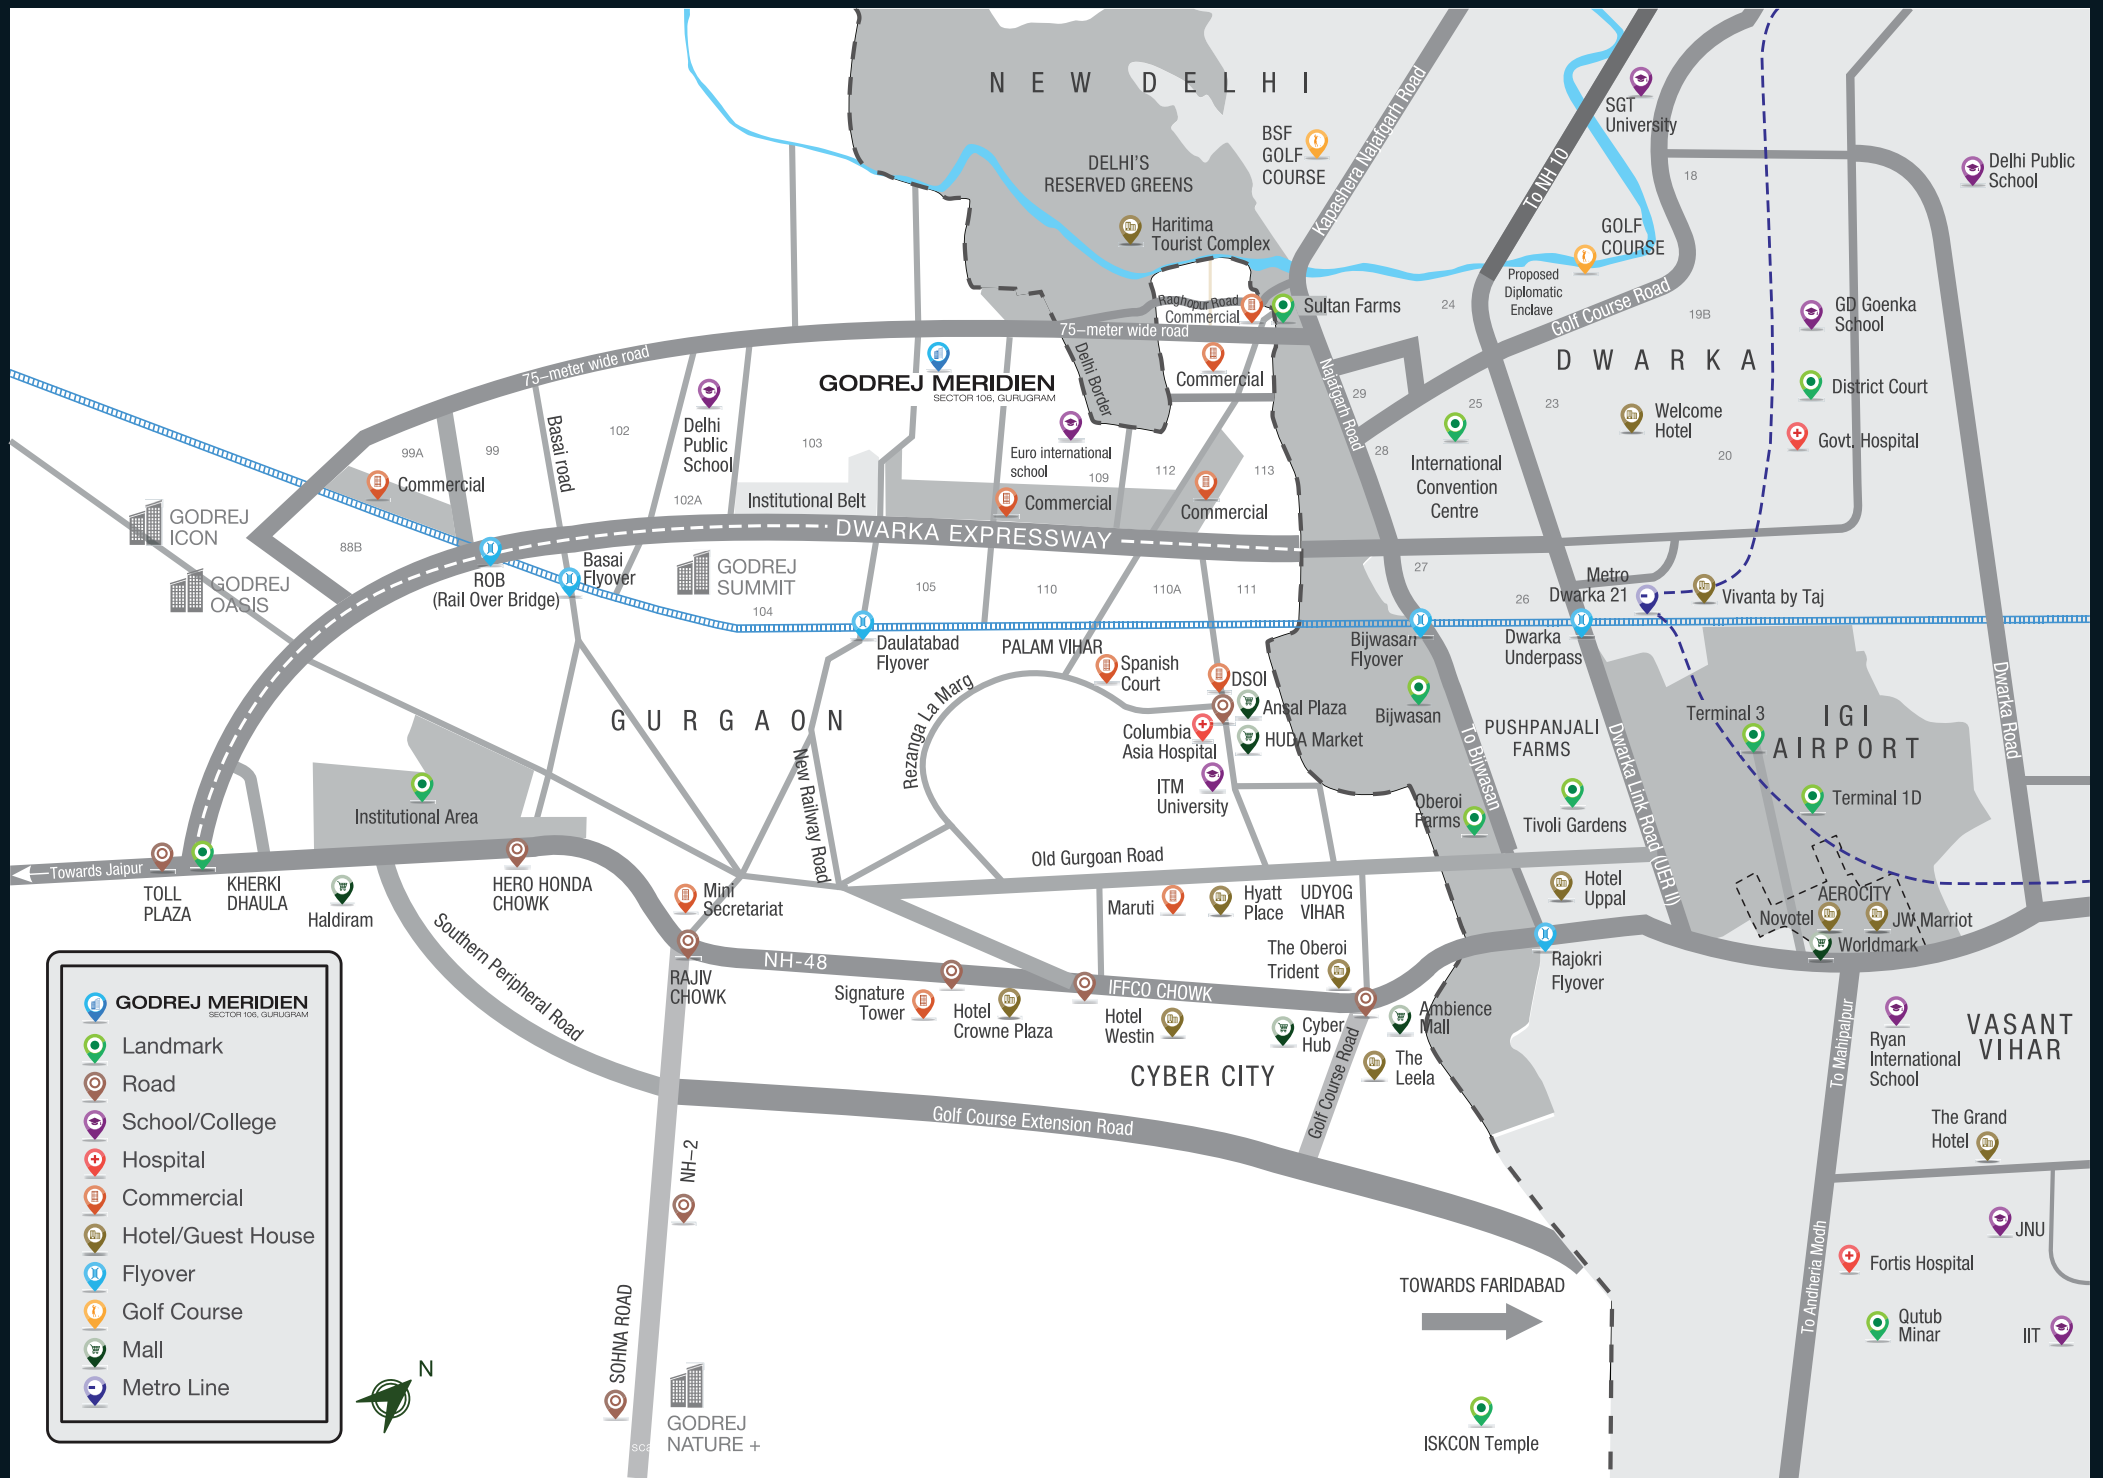 NEW DELHI
BSF
GOLF
COURSE
DELHI'S
RESERVED GREENS
Haritima
Tourist Complex
Kapashera Najafgarh Road
To NH 10
SGT
University
18
Delhi Public
School
GOLF
COURSE
Proposed
Diplomatic
Enclave
24
Golf Course Road
19B
GD Goenka
School
DWARKA
District Court
Welcome
Hotel
Govt. Hospital
20
23
25
29
28
International
Convention
Centre
Raghopur Road
Commercial
Sultan Farms
75-meter wide road
75-meter wide road
Delhi Border
Commercial
Najafgarh Road
GODREJ MERIDIEN
SECTOR 106, GURUGRAM
Delhi
Public
School
Basai road
102
103
99A
99
Commercial
102A
Institutional Belt
Euro international
school
109
112
113
Commercial
Commercial
DWARKA EXPRESSWAY
GODREJ
ICON
88B
GODREJ
OASIS
ROB
(Rail Over Bridge)
Basai
Flyover
GODREJ
SUMMIT
104
105
110
110A
111
27
26
Metro
Dwarka 21
Vivanta by Taj
Daulatabad
Flyover
PALAM VIHAR
Spanish
Court
DSOI
Ansal Plaza
Columbia
Asia Hospital
HUDA Market
ITM
University
Rezanga La Marg
GURGAON
New Railway Road
Bijwasan
Flyover
Bijwasan
Dwarka
Underpass
To Bijwasan
PUSHPANJALI
FARMS
Dwarka Link Road (UER II)
Terminal 3
IGI
AIRPORT
Terminal 1D
Dwarka Road
Oberoi
Farms
Tivoli Gardens
Institutional Area
Old Gurgoan Road
Towards Jaipur
TOLL
PLAZA
KHERKI
DHAULA
Haldiram
HERO HONDA
CHOWK
Mini
Secretariat
Southern Peripheral Road
RAJIV
CHOWK
NH-48
Signature
Tower
Hotel
Crowne Plaza
IFFCO CHOWK
Hotel
Westin
Maruti
Hyatt
Place
UDYOG
VIHAR
The Oberoi
Trident
Cyber
Hub
Ambience
Mall
The
Leela
CYBER CITY
Golf Course Road
Hotel
Uppal
Rajokri
Flyover
AEROCITY
Novotel
JW Marriot
Worldmark
To Mahipalpur
Ryan
International
School
VASANT
VIHAR
The Grand
Hotel
JNU
Fortis Hospital
Qutub
Minar
IIT
To Andheria Modh
Golf Course Extension Road
NH-2
SOHNA ROAD
TOWARDS FARIDABAD
ISKCON Temple
GODREJ
NATURE +
N
GODREJ MERIDIEN
SECTOR 106, GURUGRAM
Landmark
Road
School/College
Hospital
Commercial
Hotel/Guest House
Flyover
Golf Course
Mall
Metro Line